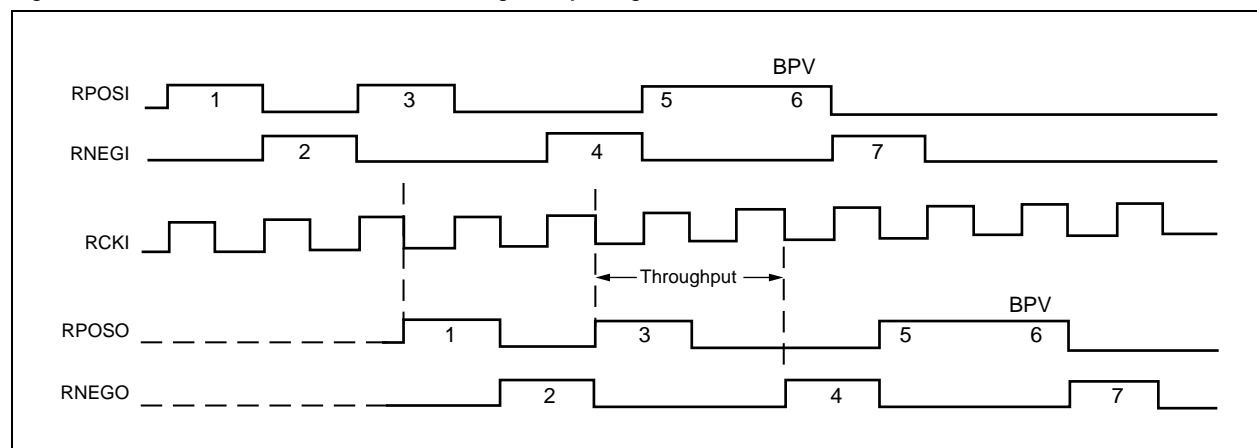 BPV
RPOSI 1 3 5 6
RNEGI 2 4 7
RCKI
Throughput
BPV
RPOSO 1 3 5 6
RNEGO 2 4 7